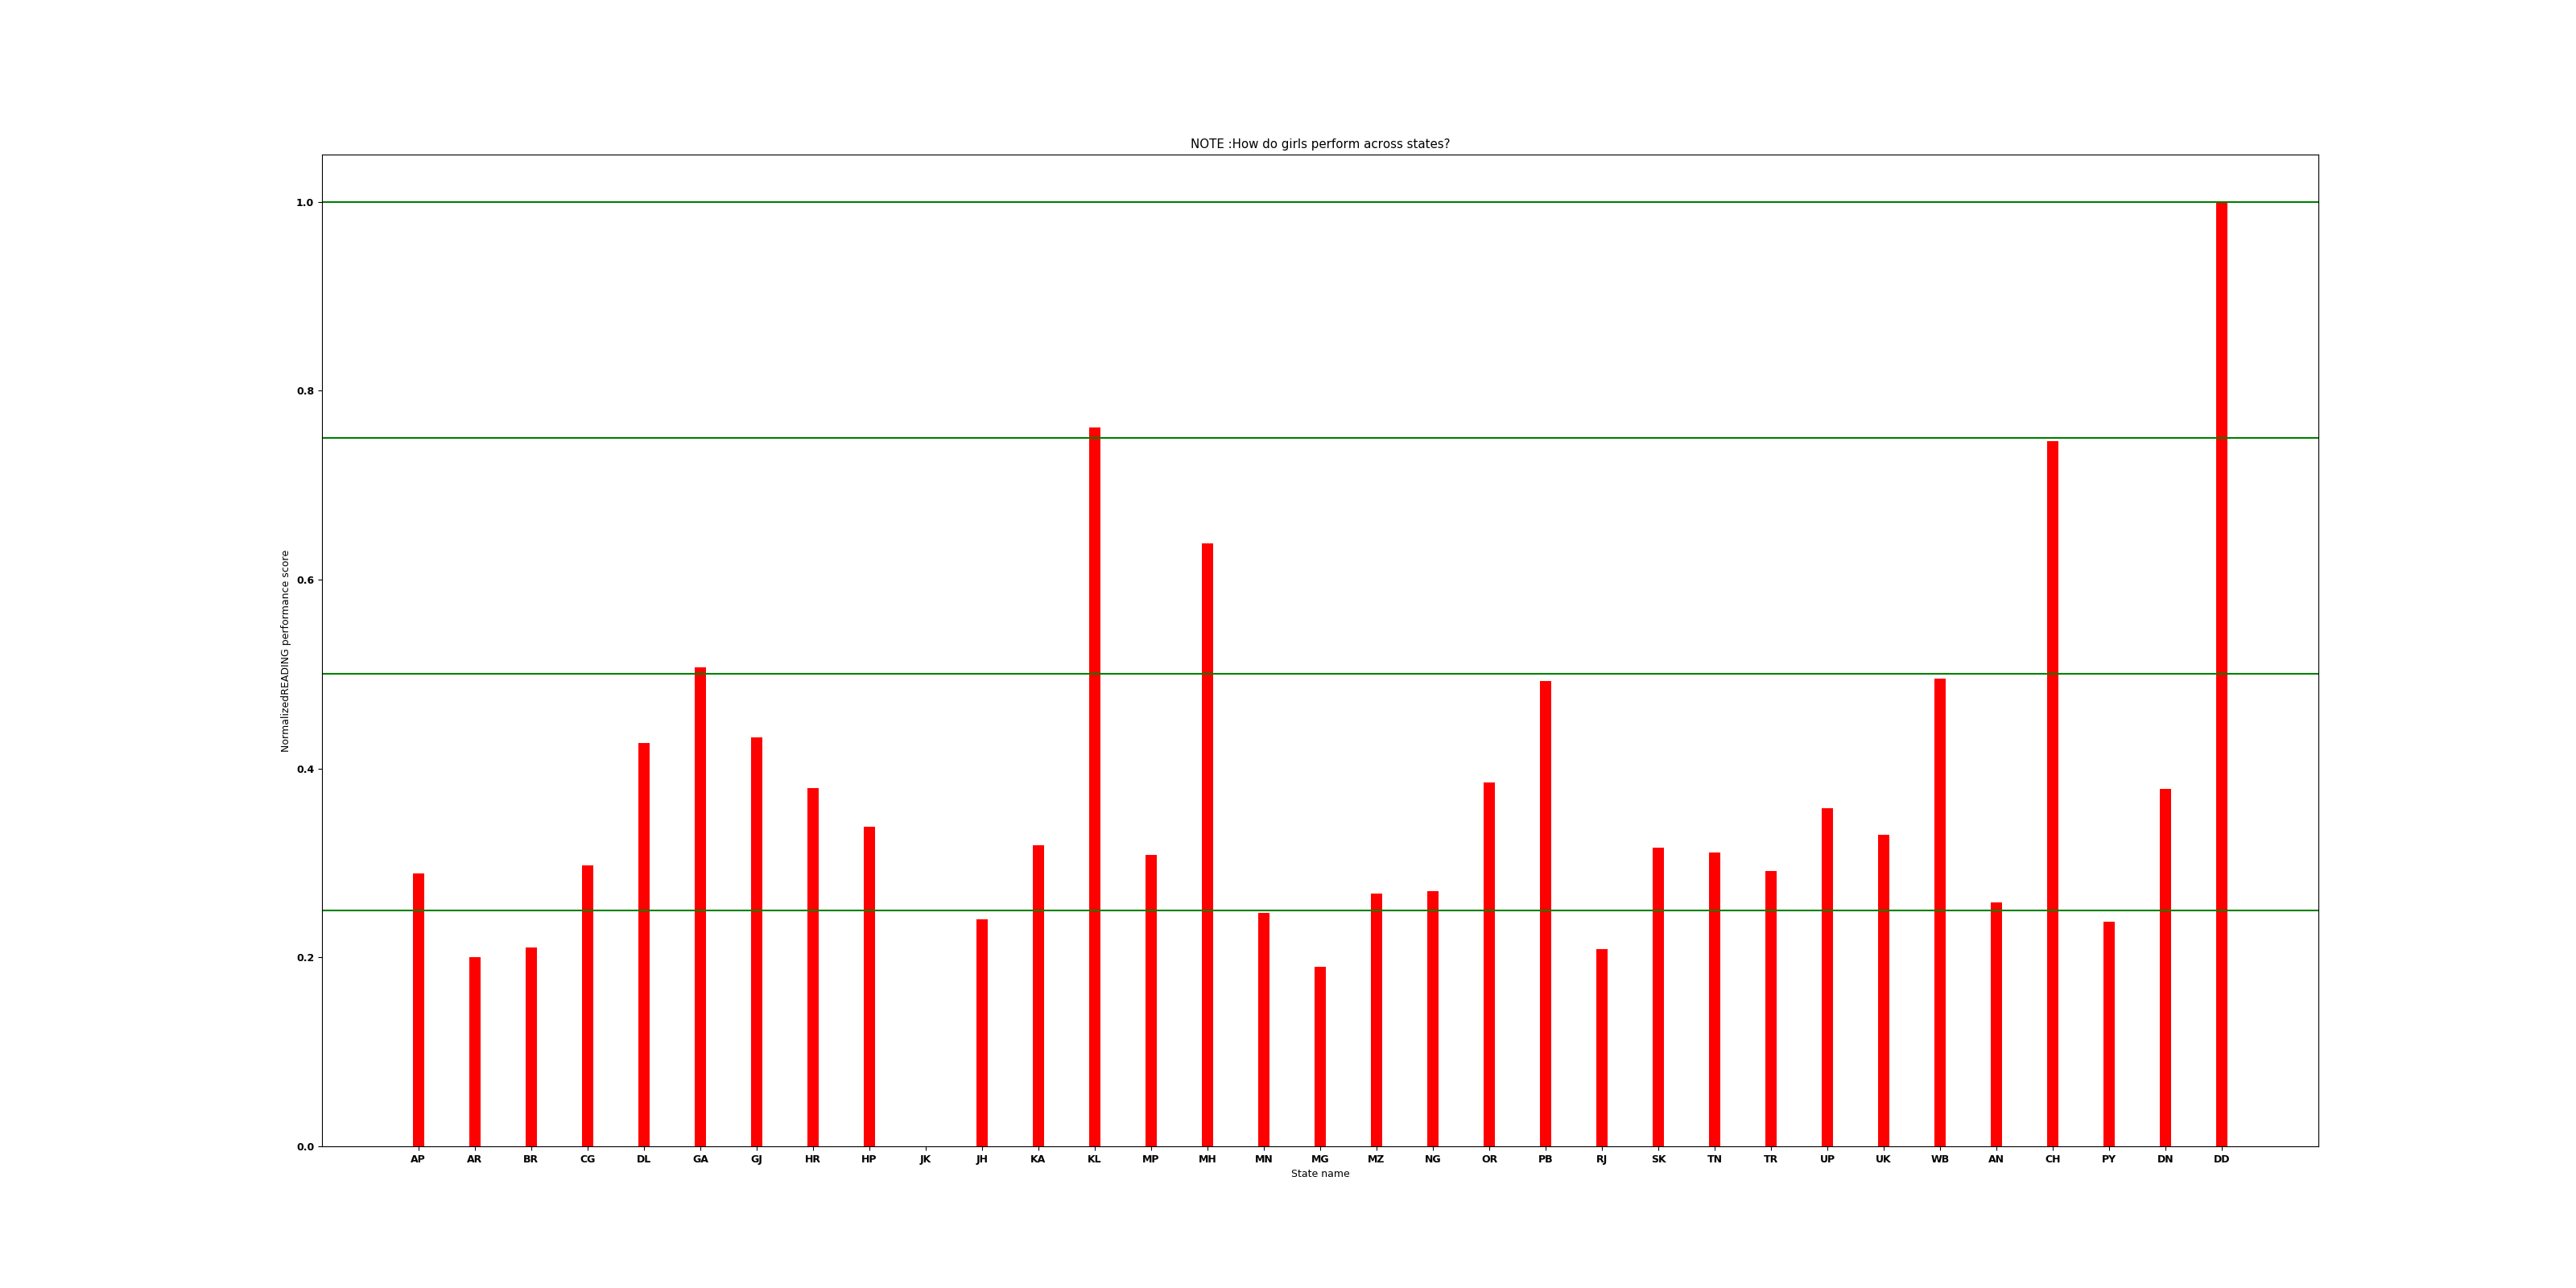 NOTE :How do girls perform across states?
NormalizedREADING performance score
1.0
0.8
0.6
0.4
0.2
0.0
AP AR BR CG DL GA GJ HR HP JK JH KA KL MP MH MN MG MZ NG OR PB RJ SK TN TR UP UK WB AN CH PY DN DD
State name